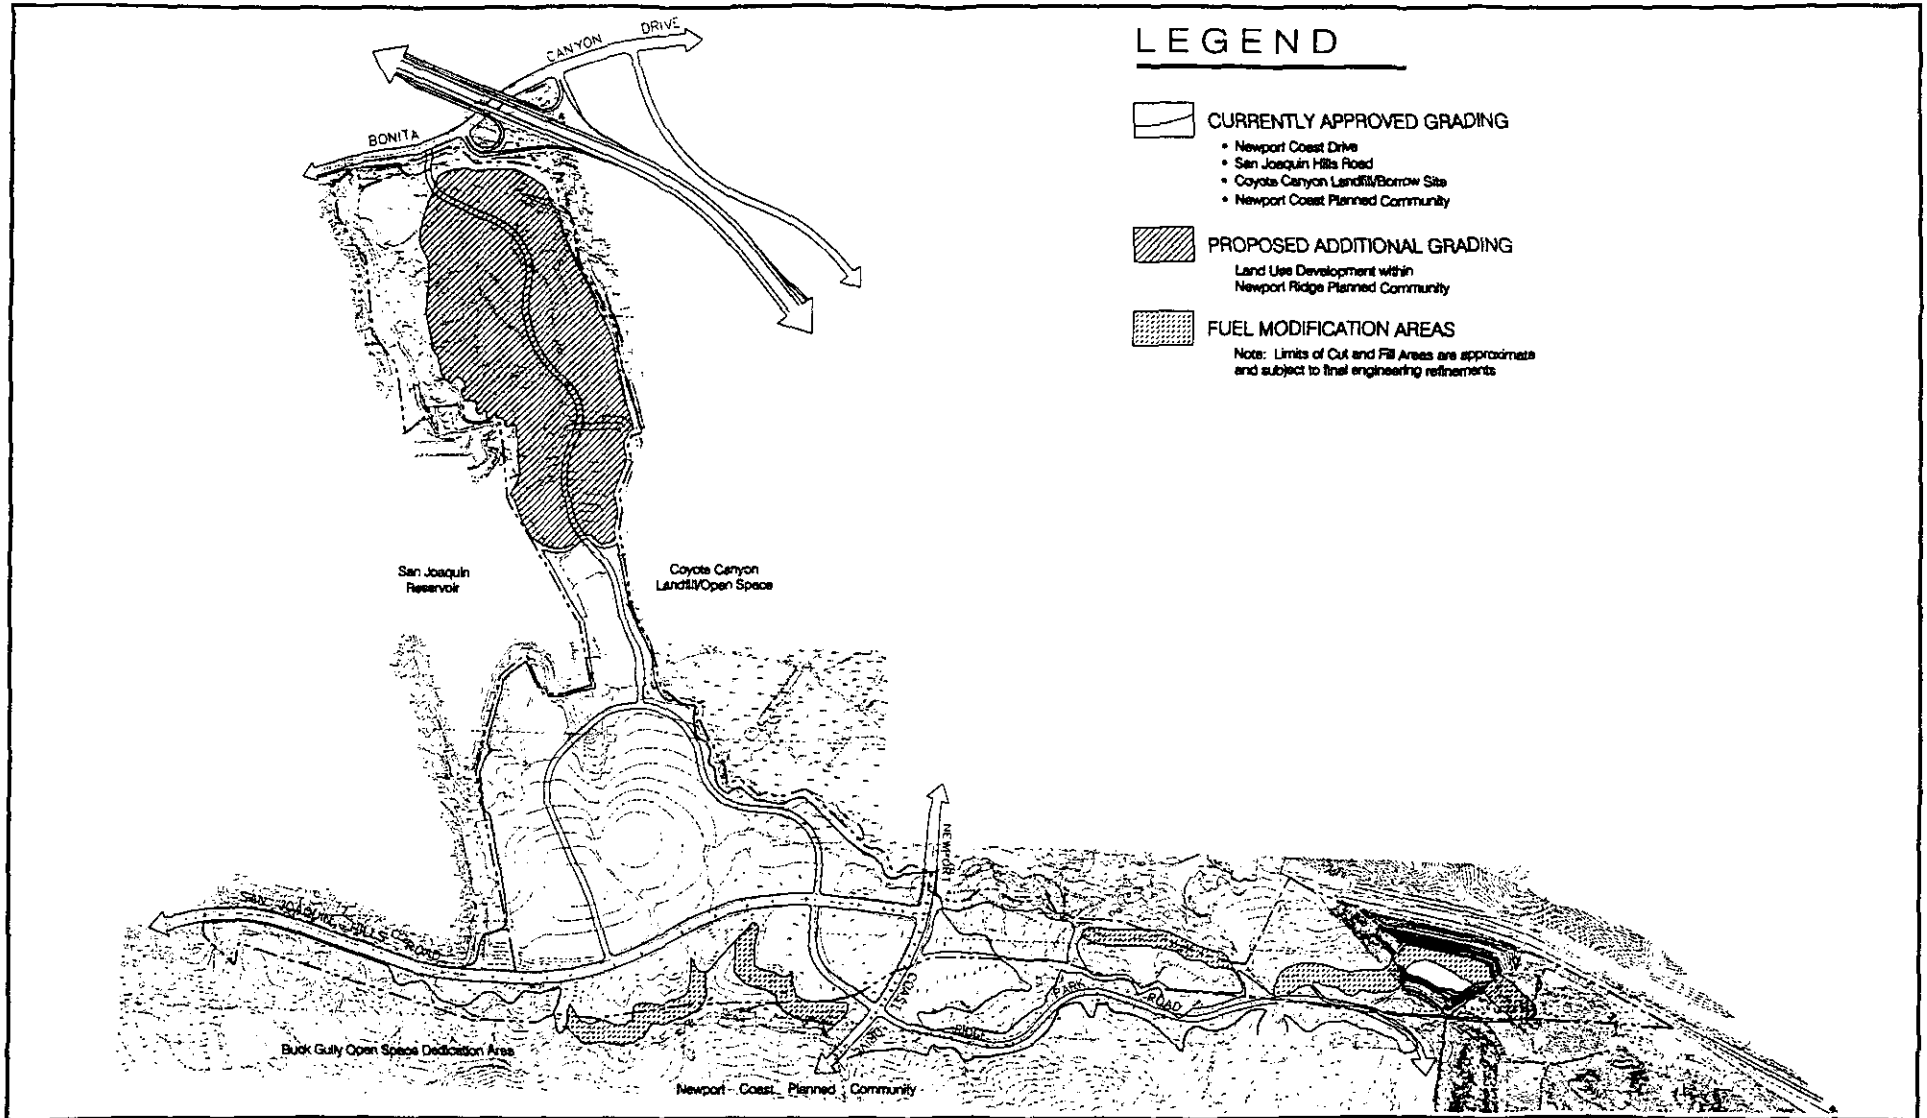 CANYON DRIVE
BONITA
LEGEND
CURRENTLY APPROVED GRADING
• Newport Coast Drive
• San Joaquin Hills Road
• Coyote Canyon Landfill/Borrow Site
• Newport Coast Planned Community
PROPOSED ADDITIONAL GRADING
Land Use Development within
Newport Ridge Planned Community
FUEL MODIFICATION AREAS
Note: Limits of Cut and Fill Areas are approximate
and subject to final engineering refinements
San Joaquin
Reservoir
Coyote Canyon
Landfill/Open Space
NEWPORT
COAST
DRIVE
SAN JOAQUIN HILLS ROAD
RIDGE PARK ROAD
Buck Gully Open Space Dedication Area
Newport Coast Planned Community